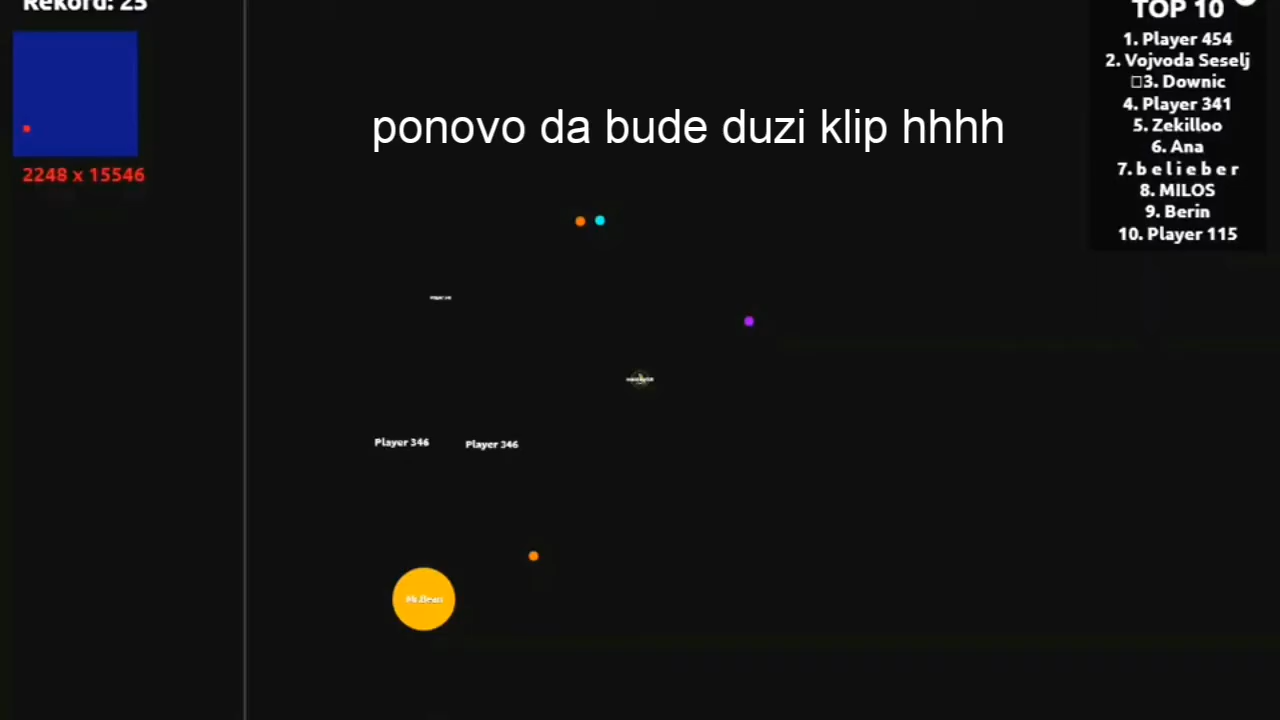 Rekord: 25
2248 x 15546
ponovo da bude duzi klip hhhh
TOP 10
1. Player 454
2. Vojvoda Seselj
3. Downic
4. Player 341
5. Zekilloo
6. Ana
7. b e l i e b e r
8. MILOS
9. Berin
10. Player 115
Player 346
Player 346